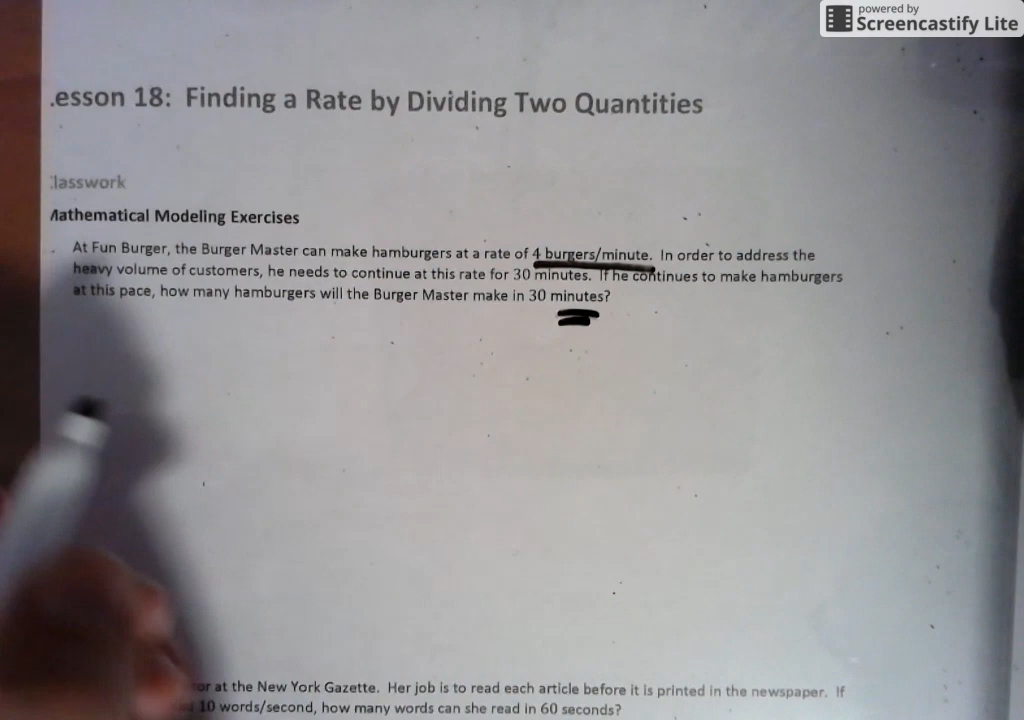 powered by
Screencastify Lite
esson 18: Finding a Rate by Dividing Two Quantities
lasswork
athematical Modeling Exercises
At Fun Burger, the Burger Master can make hamburgers at a rate of 4 burgers/minute. In order to address the
heavy volume of customers, he needs to continue at this rate for 30 minutes. If he continues to make hamburgers
at this pace, how many hamburgers will the Burger Master make in 30 minutes?
or at the New York Gazette. Her job is to read each article before it is printed in the newspaper. If
10 words/second, how many words can she read in 60 seconds?